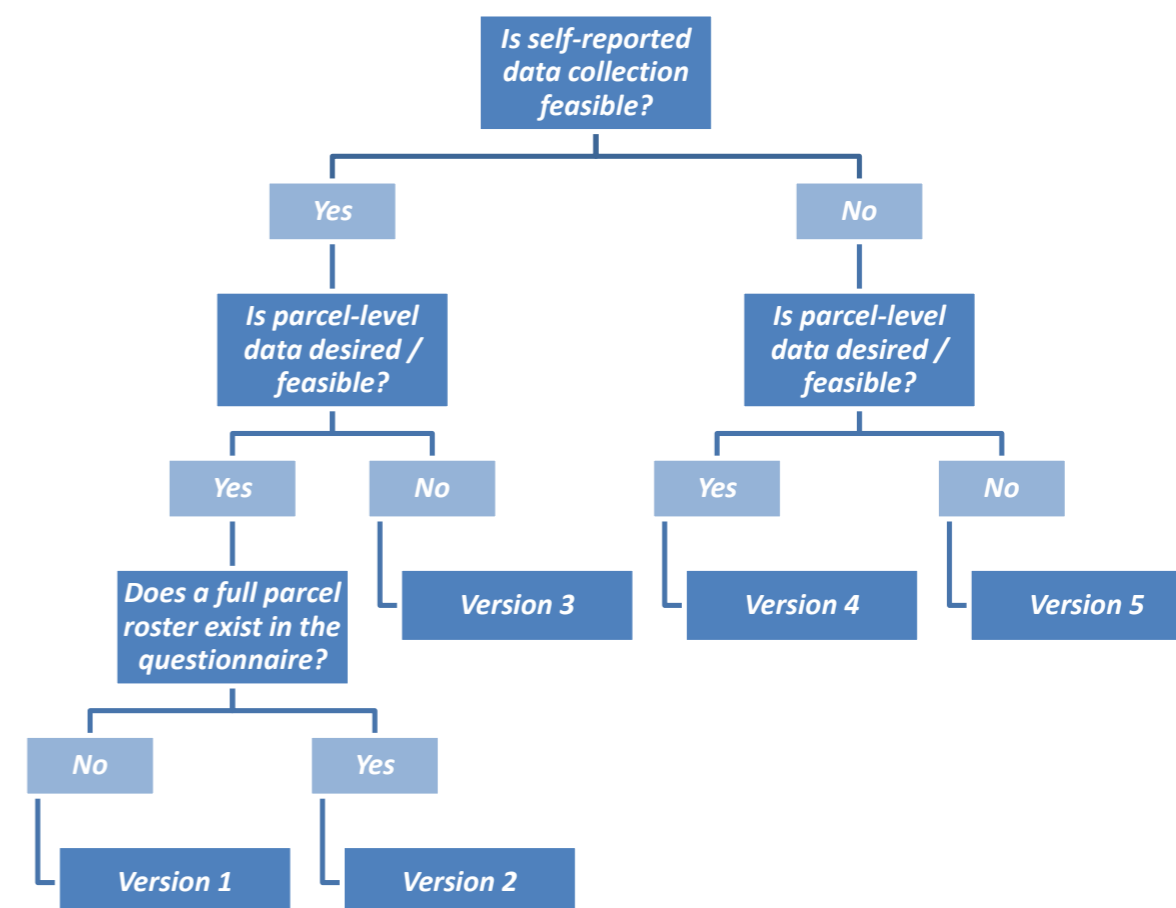 Is self-reported
data collection
feasible?
Yes
No
Is parcel-level
data desired /
feasible?
Is parcel-level
data desired /
feasible?
Yes
No
Yes
No
Does a full parcel
roster exist in the
questionnaire?
Version 3
Version 4
Version 5
No
Yes
Version 1
Version 2